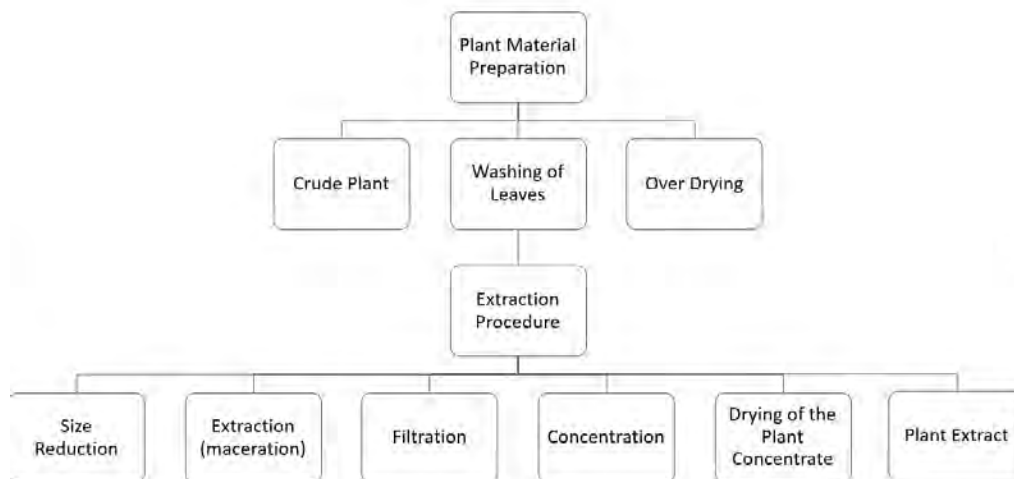 Plant Material
Preparation
Crude Plant
Washing of
Leaves
Over Drying
Extraction
Procedure
Size
Reduction
Extraction
(maceration)
Filtration
Concentration
Drying of the
Plant
Concentrate
Plant Extract